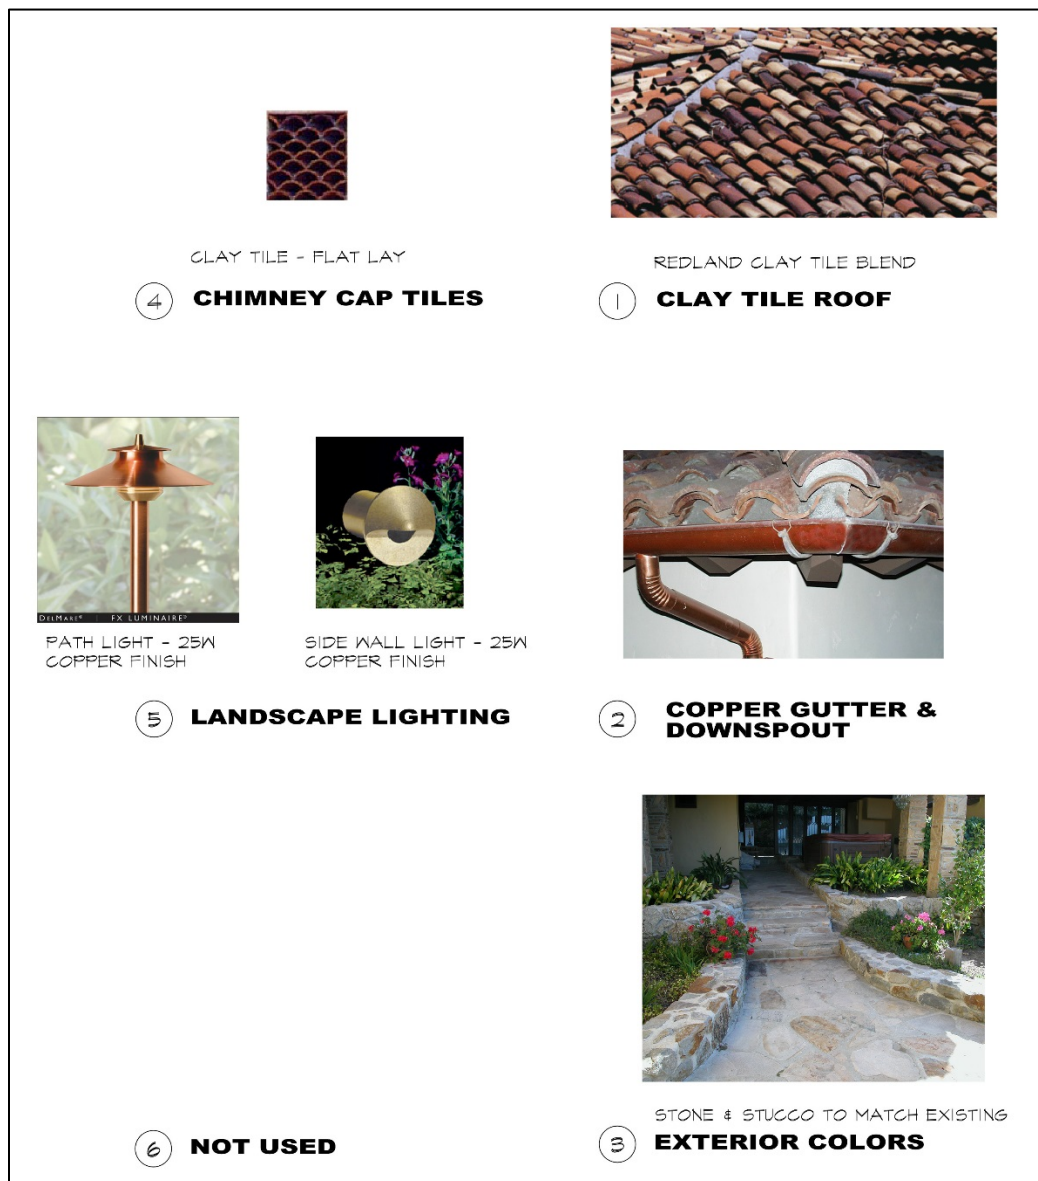 CLAY TILE - FLAT LAY
4 CHIMNEY CAP TILES
REDLAND CLAY TILE BLEND
1 CLAY TILE ROOF
DELMARE® | FX LUMINAIRE®
PATH LIGHT - 25W
COPPER FINISH
SIDE WALL LIGHT - 25W
COPPER FINISH
5 LANDSCAPE LIGHTING
2 COPPER GUTTER &
DOWNSPOUT
6 NOT USED
STONE & STUCCO TO MATCH EXISTING
3 EXTERIOR COLORS